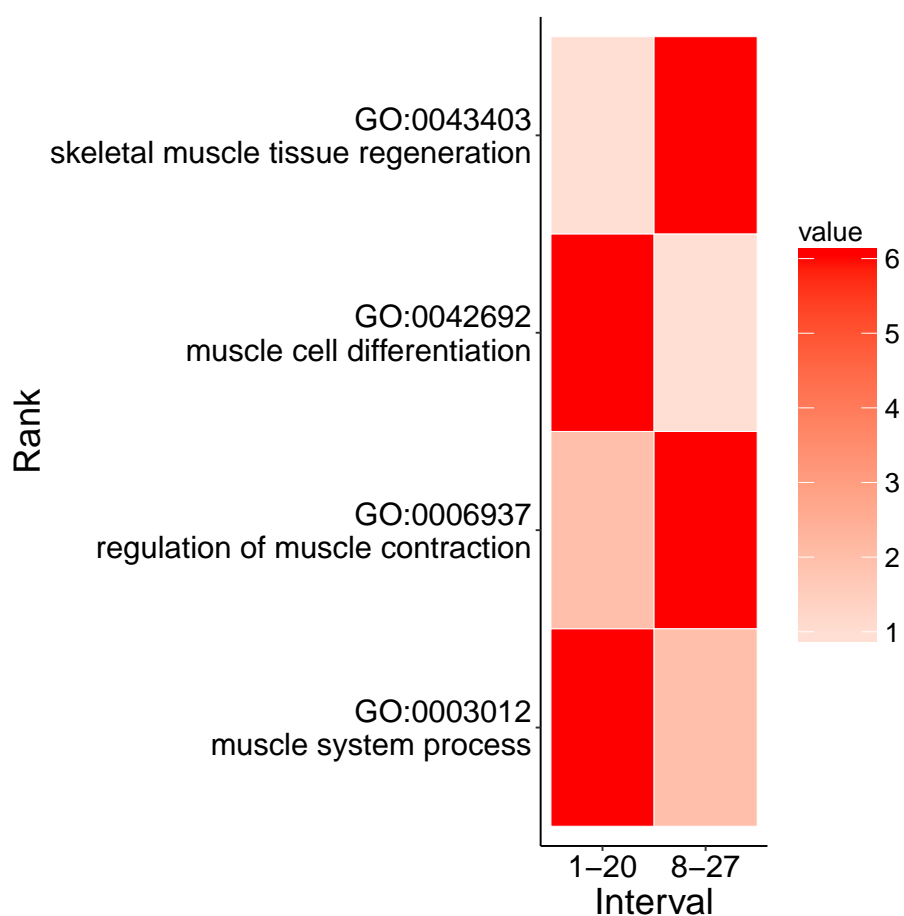 GO:0043403
skeletal muscle tissue regeneration
GO:0042692
muscle cell differentiation
GO:0006937
regulation of muscle contraction
GO:0003012
muscle system process
Rank
1−20
8−27
Interval
value
6
5
4
3
2
1